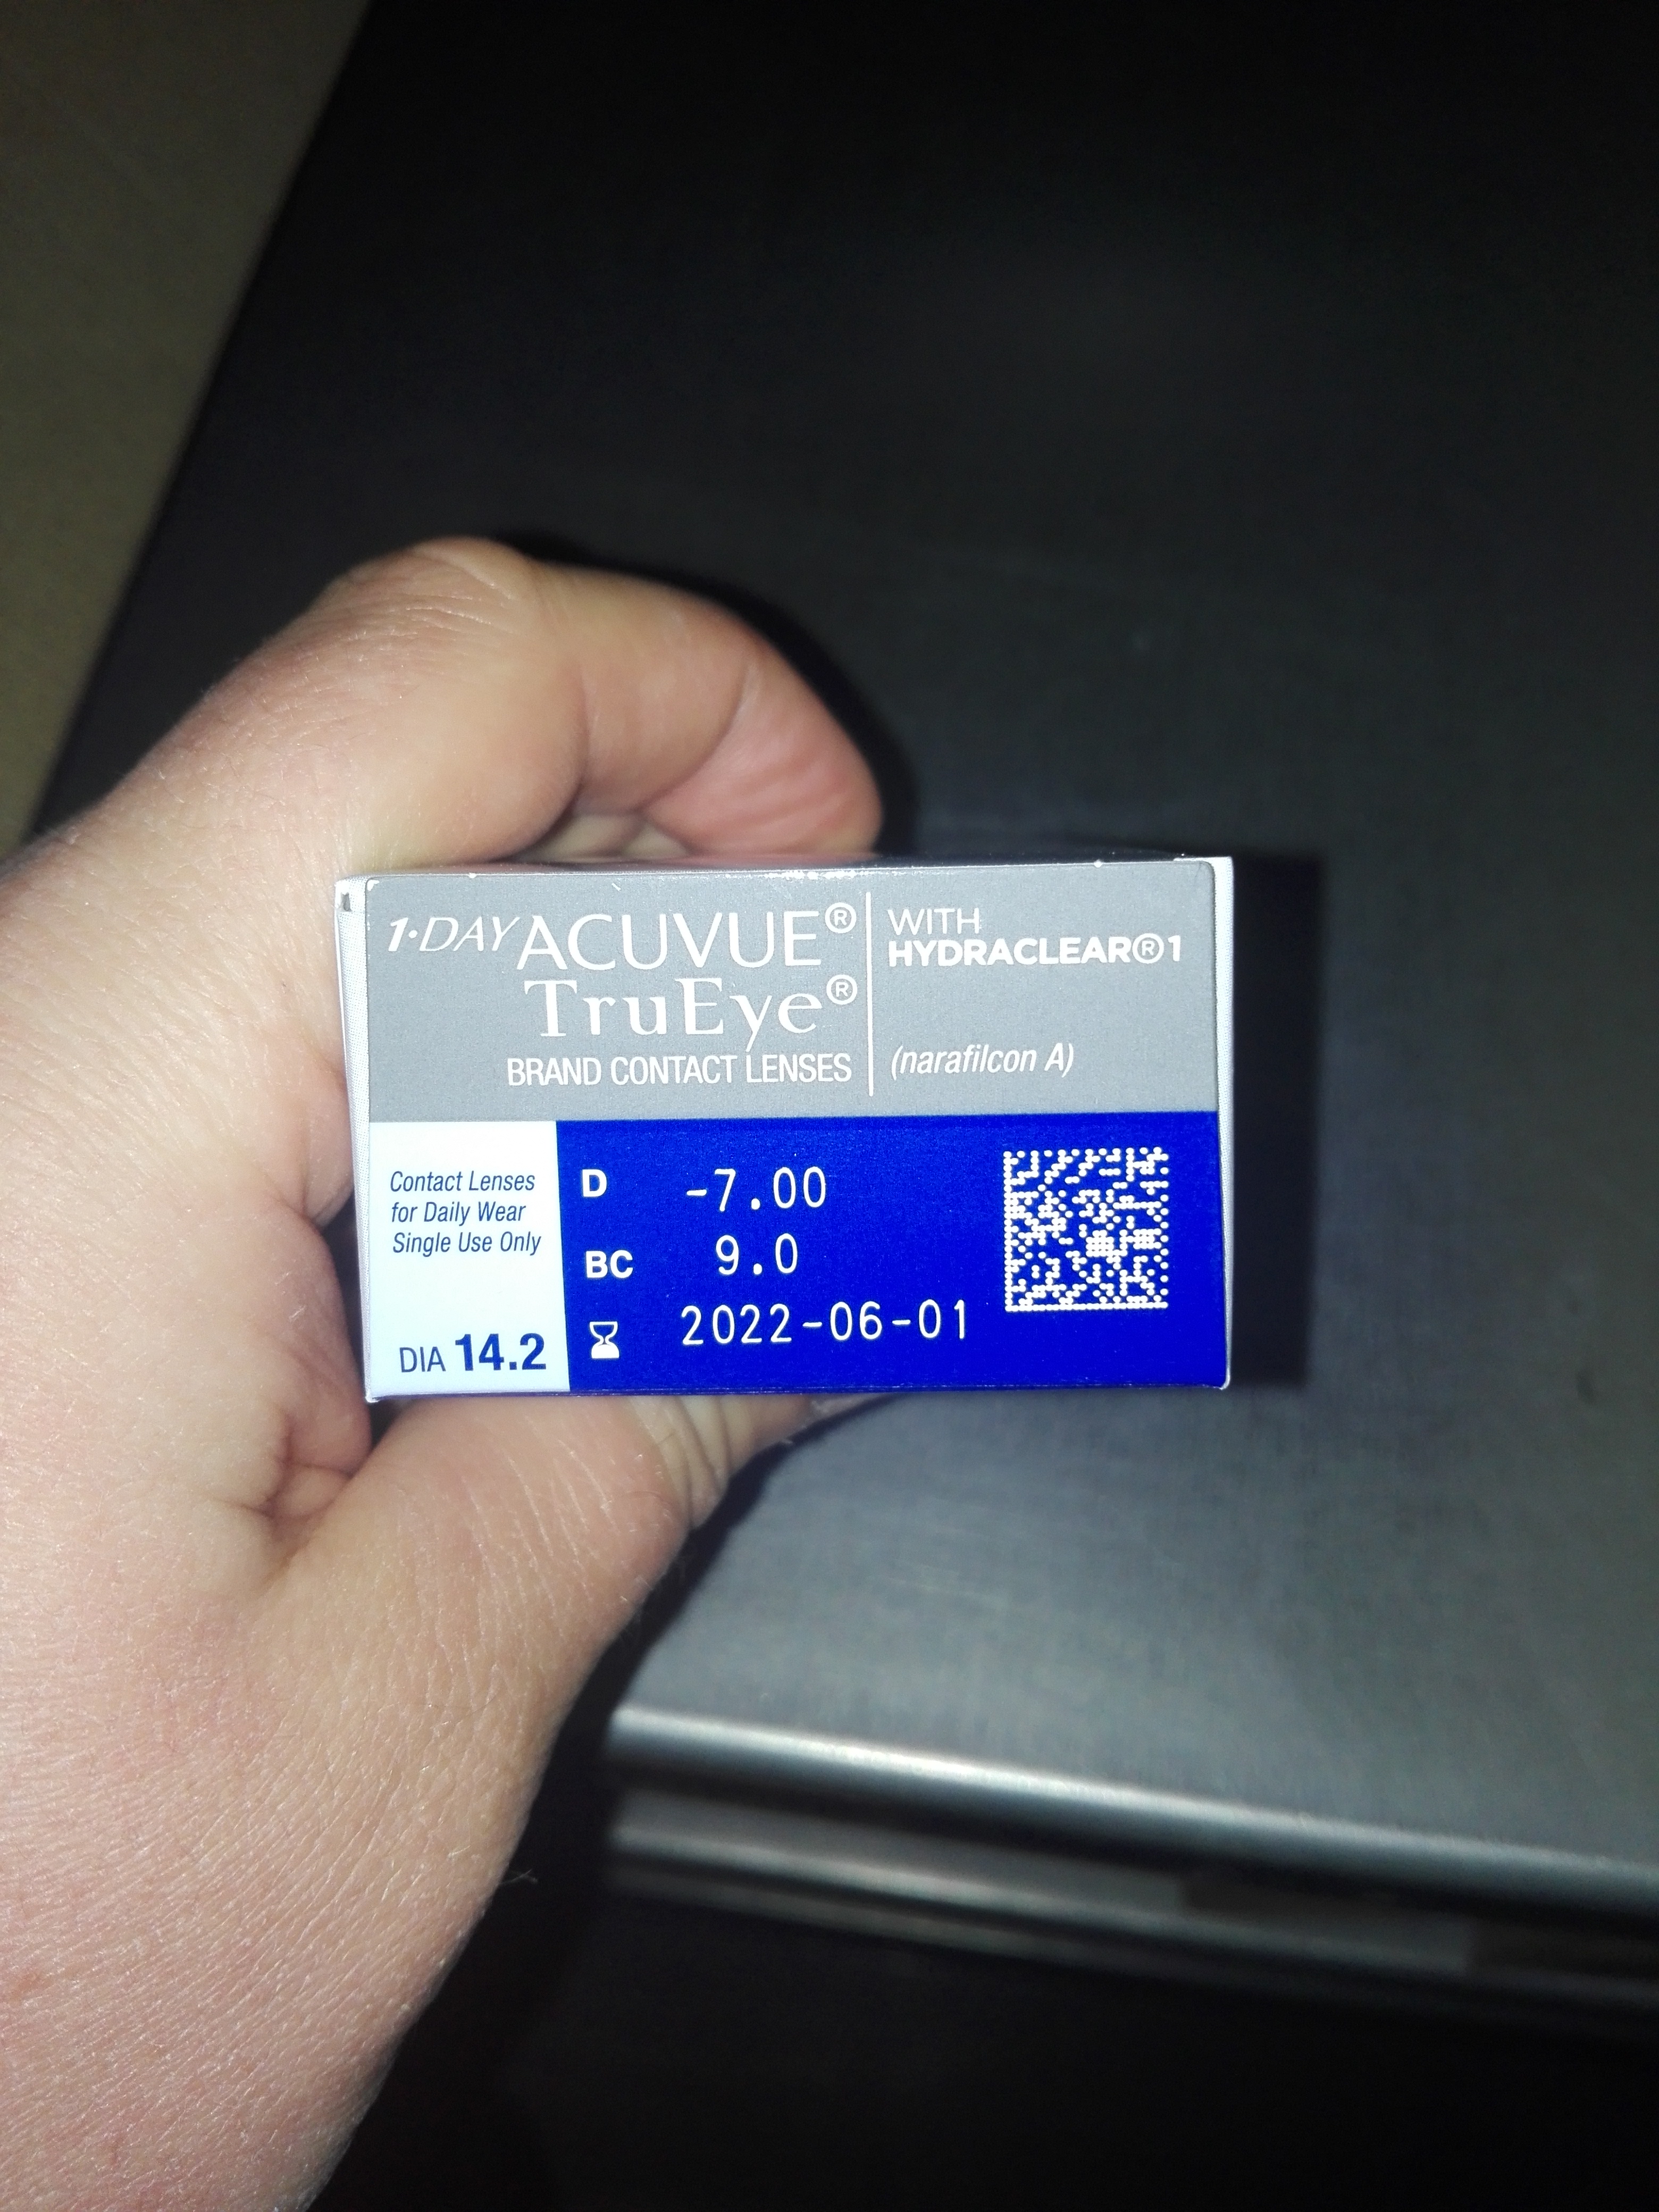 1·DAY ACUVUE®
TruEye®
BRAND CONTACT LENSES
WITH
HYDRACLEAR®1
(narafilcon A)
Contact Lenses
for Daily Wear
Single Use Only
DIA 14.2
D -7.00
BC 9.0
2022-06-01